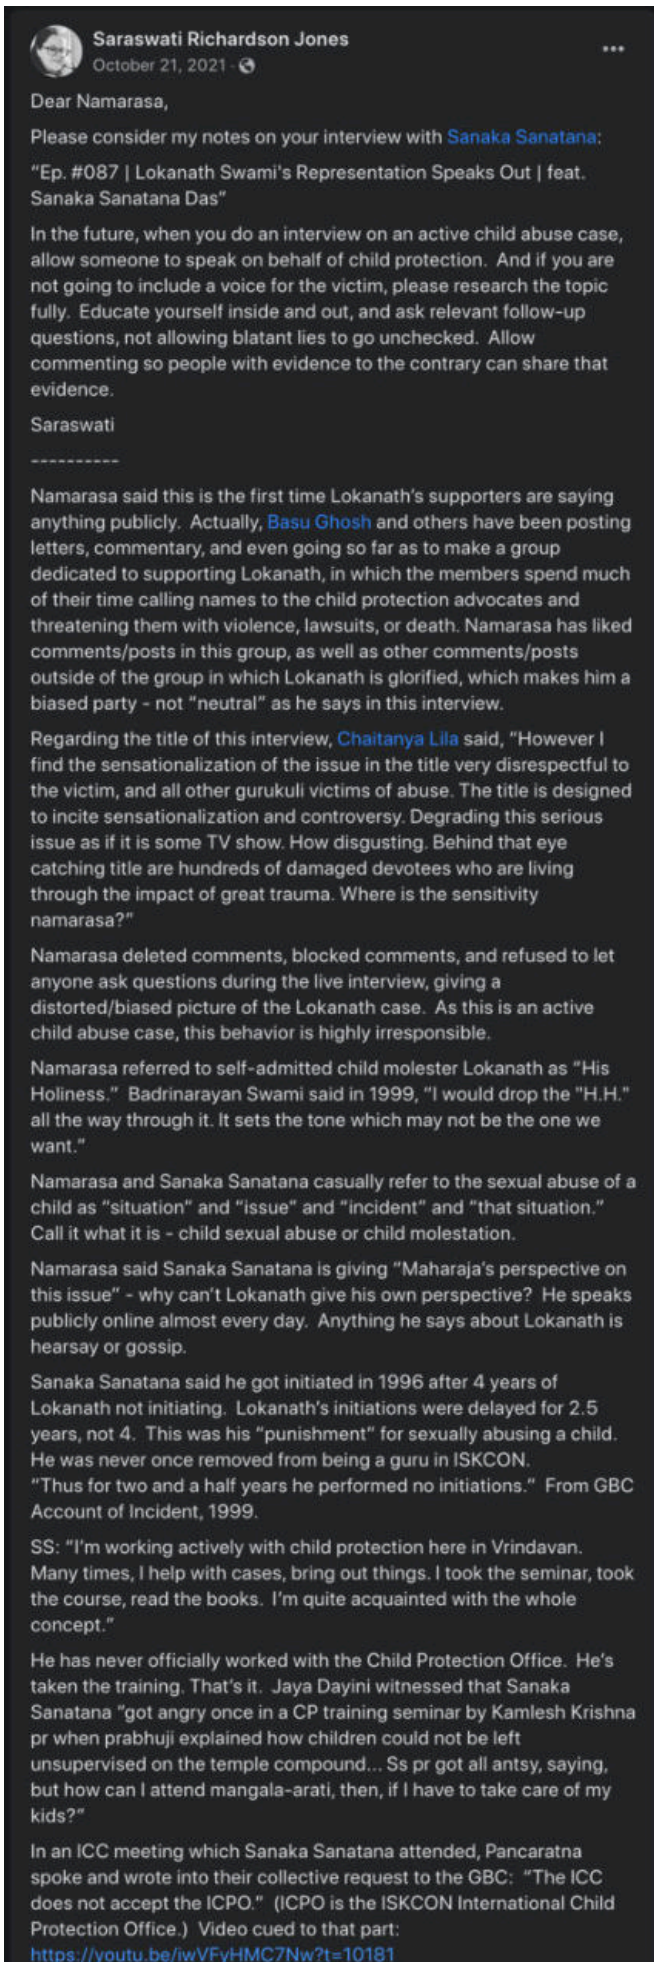 Saraswati Richardson Jones
October 21, 2021 ·
Dear Namarasa,
Please consider my notes on your interview with Sanaka Sanatana:
“Ep. #087 | Lokanath Swami's Representation Speaks Out | feat.
Sanaka Sanatana Das”
In the future, when you do an interview on an active child abuse case,
allow someone to speak on behalf of child protection.  And if you are
not going to include a voice for the victim, please research the topic
fully.  Educate yourself inside and out, and ask relevant follow-up
questions, not allowing blatant lies to go unchecked.  Allow
commenting so people with evidence to the contrary can share that
evidence.
Saraswati
----------
Namarasa said this is the first time Lokanath’s supporters are saying
anything publicly.  Actually, Basu Ghosh and others have been posting
letters, commentary, and even going so far as to make a group
dedicated to supporting Lokanath, in which the members spend much
of their time calling names to the child protection advocates and
threatening them with violence, lawsuits, or death. Namarasa has liked
comments/posts in this group, as well as other comments/posts
outside of the group in which Lokanath is glorified, which makes him a
biased party - not “neutral” as he says in this interview.
Regarding the title of this interview, Chaitanya Lila said, “However I
find the sensationalization of the issue in the title very disrespectful to
the victim, and all other gurukuli victims of abuse. The title is designed
to incite sensationalization and controversy. Degrading this serious
issue as if it is some TV show. How disgusting. Behind that eye
catching title are hundreds of damaged devotees who are living
through the impact of great trauma. Where is the sensitivity
namarasa?”
Namarasa deleted comments, blocked comments, and refused to let
anyone ask questions during the live interview, giving a
distorted/biased picture of the Lokanath case.  As this is an active
child abuse case, this behavior is highly irresponsible.
Namarasa referred to self-admitted child molester Lokanath as “His
Holiness.”  Badrinarayan Swami said in 1999, “I would drop the "H.H."
all the way through it. It sets the tone which may not be the one we
want.”
Namarasa and Sanaka Sanatana casually refer to the sexual abuse of a
child as “situation” and “issue” and “incident” and “that situation.”
Call it what it is - child sexual abuse or child molestation.
Namarasa said Sanaka Sanatana is giving “Maharaja’s perspective on
this issue” - why can’t Lokanath give his own perspective?  He speaks
publicly online almost every day.  Anything he says about Lokanath is
hearsay or gossip.
Sanaka Sanatana said he got initiated in 1996 after 4 years of
Lokanath not initiating.  Lokanath’s initiations were delayed for 2.5
years, not 4.  This was his “punishment” for sexually abusing a child.
He was never once removed from being a guru in ISKCON.
“Thus for two and a half years he performed no initiations.”  From GBC
Account of Incident, 1999.
SS: “I’m working actively with child protection here in Vrindavan.
Many times, I help with cases, bring out things. I took the seminar, took
the course, read the books.  I’m quite acquainted with the whole
concept.”
He has never officially worked with the Child Protection Office.  He’s
taken the training. That’s it.  Jaya Dayini witnessed that Sanaka
Sanatana “got angry once in a CP training seminar by Kamlesh Krishna
pr when prabhuji explained how children could not be left
unsupervised on the temple compound... Ss pr got all antsy, saying,
but how can I attend mangala-arati, then, if I have to take care of my
kids?”
In an ICC meeting which Sanaka Sanatana attended, Pancaratna
spoke and wrote into their collective request to the GBC:  “The ICC
does not accept the ICPO.”  (ICPO is the ISKCON International Child
Protection Office.)  Video cued to that part:
https://youtu.be/iwVFyHMC7Nw?t=10181